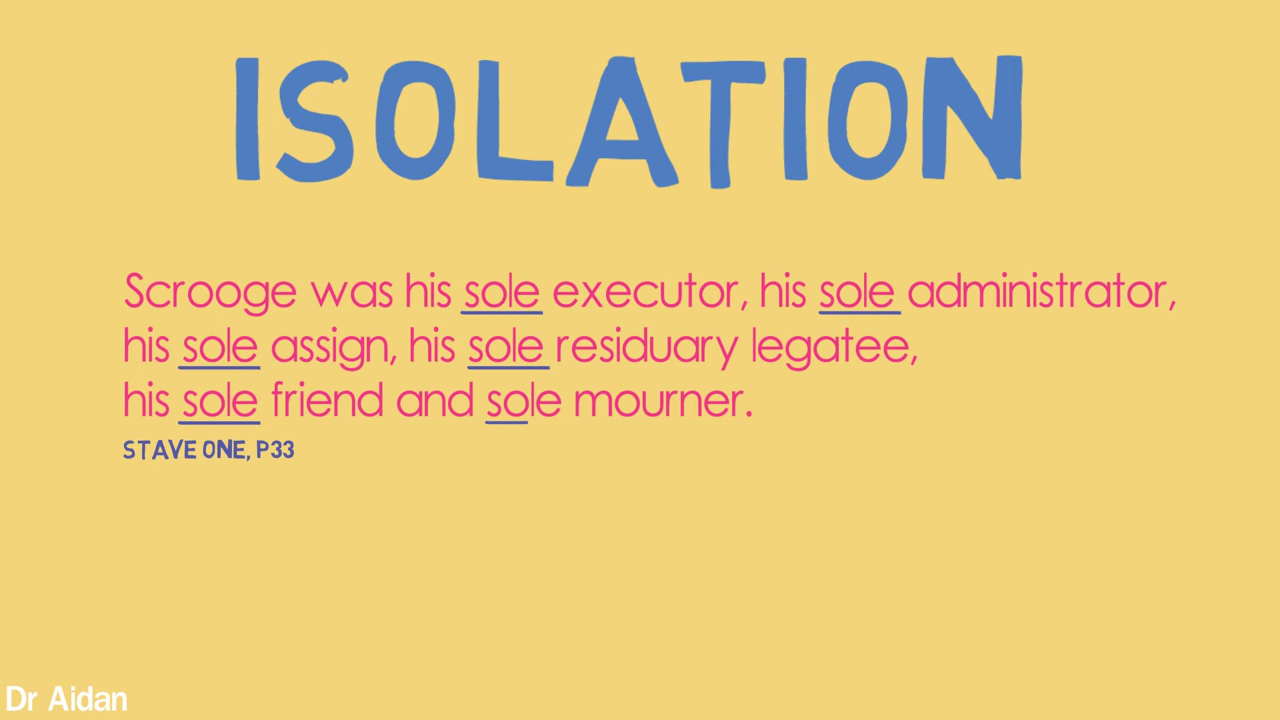 ISOLATION
Scrooge was his sole executor, his sole administrator,
his sole assign, his sole residuary legatee,
his sole friend and sole mourner.
STAVE ONE, P33
Dr Aidan